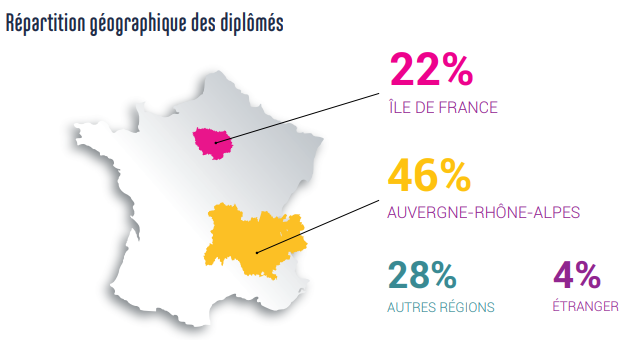 Répartition géographique des diplômés
22%
ÎLE DE FRANCE
46%
AUVERGNE-RHÔNE-ALPES
28%
AUTRES RÉGIONS
4%
ÉTRANGER